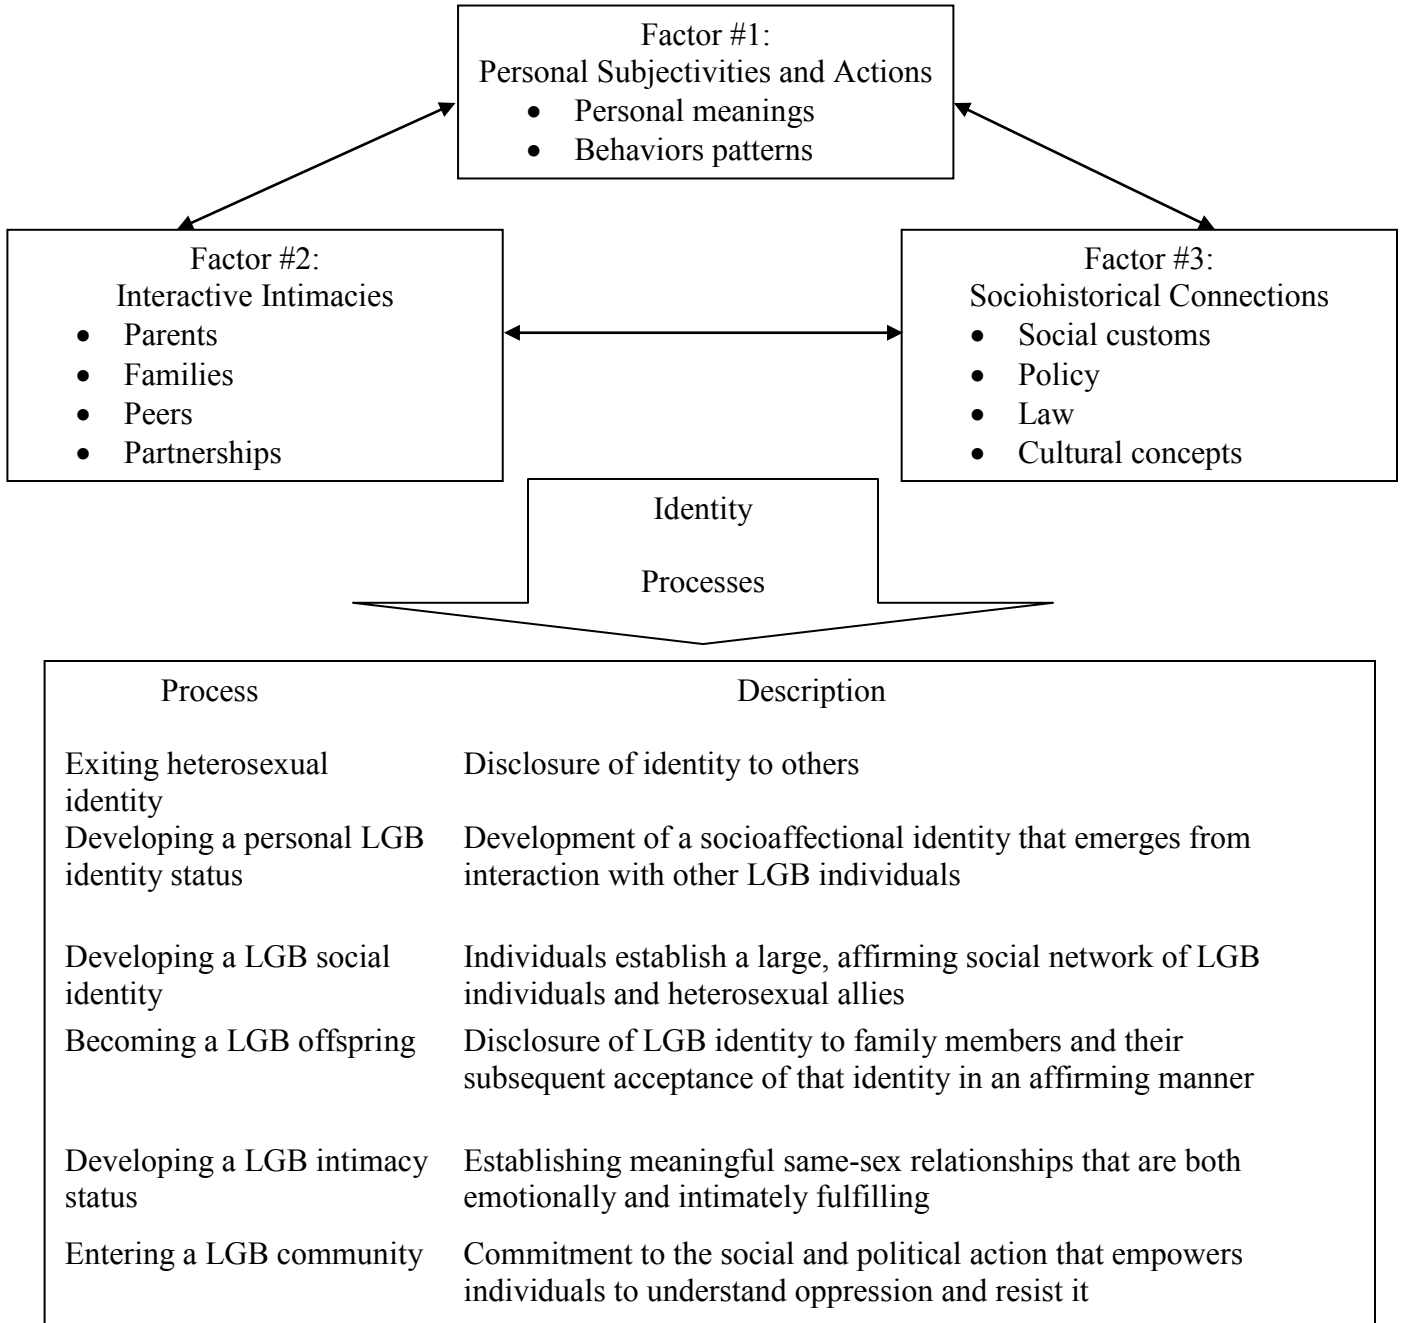 Factor #1:
Personal Subjectivities and Actions
• Personal meanings
• Behaviors patterns
Factor #2:
Interactive Intimacies
• Parents
• Families
• Peers
• Partnerships
Factor #3:
Sociohistorical Connections
• Social customs
• Policy
• Law
• Cultural concepts
Identity
Processes
Process Description
Exiting heterosexual
identity
Disclosure of identity to others
Developing a personal LGB
identity status
Development of a socioaffectional identity that emerges from
interaction with other LGB individuals
Developing a LGB social
identity
Individuals establish a large, affirming social network of LGB
individuals and heterosexual allies
Becoming a LGB offspring
Disclosure of LGB identity to family members and their
subsequent acceptance of that identity in an affirming manner
Developing a LGB intimacy
status
Establishing meaningful same-sex relationships that are both
emotionally and intimately fulfilling
Entering a LGB community
Commitment to the social and political action that empowers
individuals to understand oppression and resist it